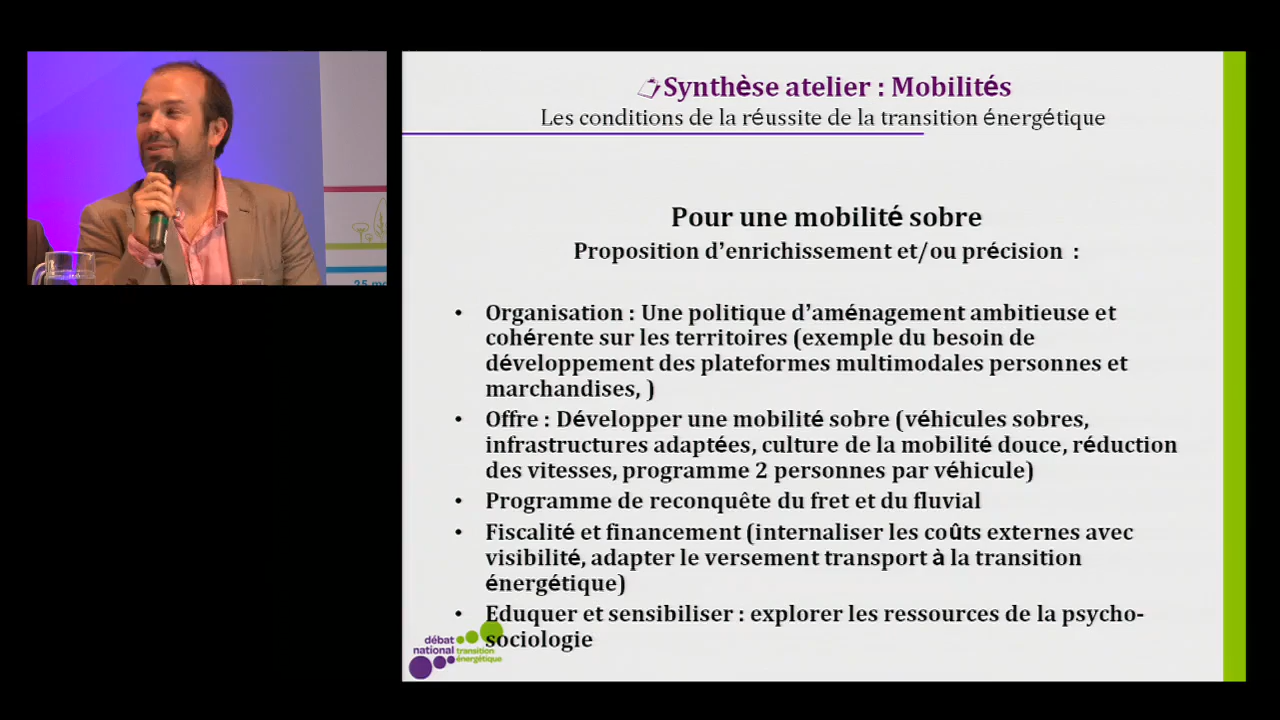 Synthèse atelier : Mobilités
Les conditions de la réussite de la transition énergétique
Pour une mobilité sobre
Proposition d'enrichissement et/ou précision :
• Organisation : Une politique d'aménagement ambitieuse et
cohérente sur les territoires (exemple du besoin de
développement des plateformes multimodales personnes et
marchandises, )
• Offre : Développer une mobilité sobre (véhicules sobres,
infrastructures adaptées, culture de la mobilité douce, réduction
des vitesses, programme 2 personnes par véhicule)
• Programme de reconquête du fret et du fluvial
• Fiscalité et financement (internaliser les coûts externes avec
visibilité, adapter le versement transport à la transition
énergétique)
• Eduquer et sensibiliser : explorer les ressources de la psycho-
sociologie
débat
national transition
énergétique
25 m